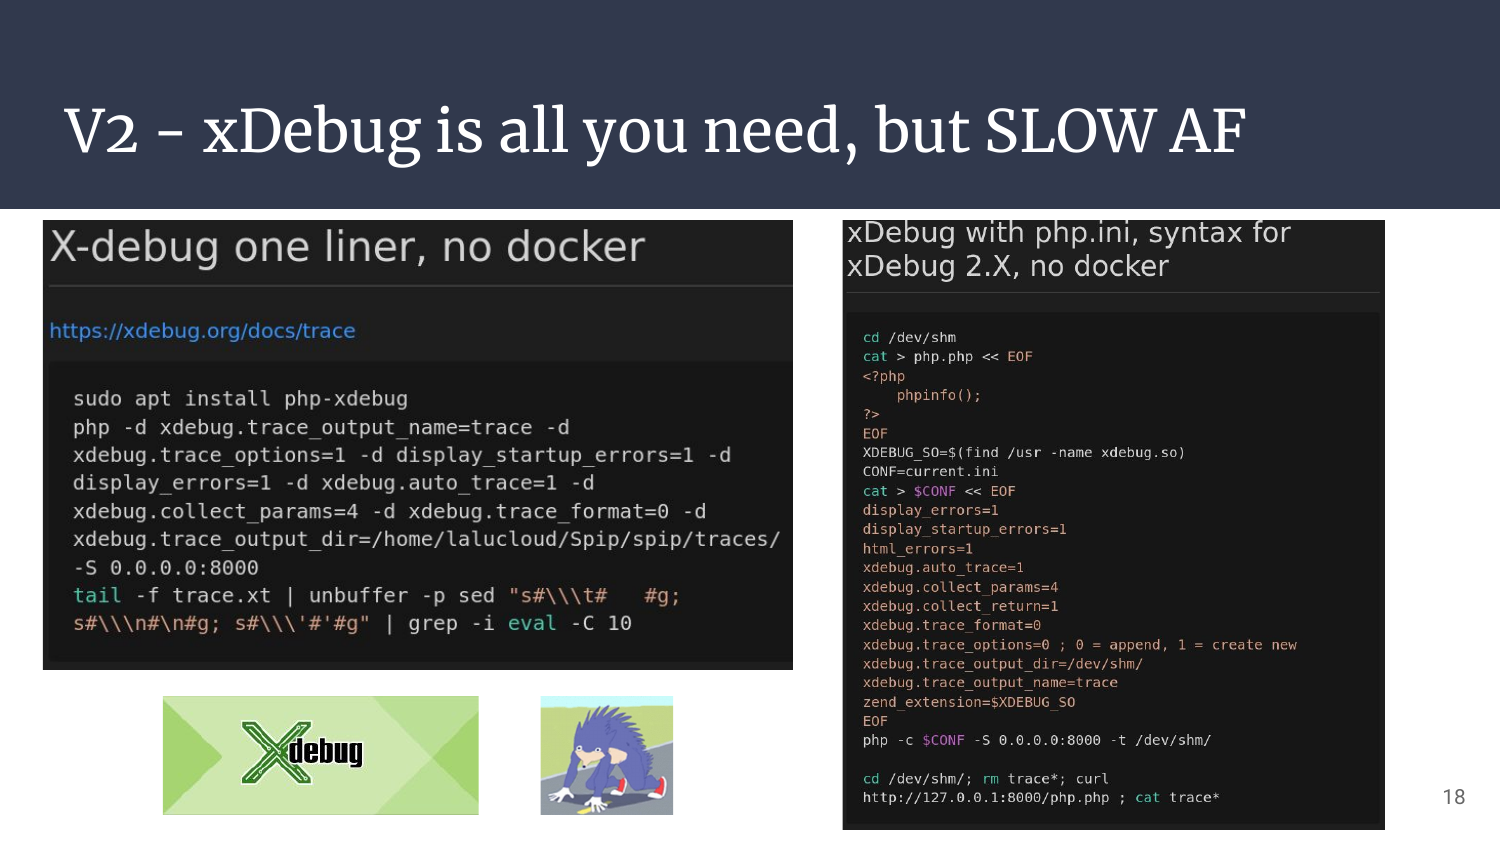 V2 - xDebug is all you need, but SLOW AF
X-debug one liner, no docker
https://xdebug.org/docs/trace
sudo apt install php-xdebug
php -d xdebug.trace_output_name=trace -d
xdebug.trace_options=1 -d display_startup_errors=1 -d
display_errors=1 -d xdebug.auto_trace=1 -d
xdebug.collect_params=4 -d xdebug.trace_format=0 -d
xdebug.trace_output_dir=/home/lalucloud/Spip/spip/traces/
-S 0.0.0.0:8000
tail -f trace.xt | unbuffer -p sed "s#\\\t#   #g;
s#\\\n#\n#g; s#\\\'#'#g" | grep -i eval -C 10
Xdebug
xDebug with php.ini, syntax for
xDebug 2.X, no docker
cd /dev/shm
cat > php.php << EOF
<?php
    phpinfo();
?>
EOF
XDEBUG_SO=$(find /usr -name xdebug.so)
CONF=current.ini
cat > $CONF << EOF
display_errors=1
display_startup_errors=1
html_errors=1
xdebug.auto_trace=1
xdebug.collect_params=4
xdebug.collect_return=1
xdebug.trace_format=0
xdebug.trace_options=0 ; 0 = append, 1 = create new
xdebug.trace_output_dir=/dev/shm/
xdebug.trace_output_name=trace
zend_extension=$XDEBUG_SO
EOF
php -c $CONF -S 0.0.0.0:8000 -t /dev/shm/
cd /dev/shm/; rm trace*; curl
http://127.0.0.1:8000/php.php ; cat trace*
18